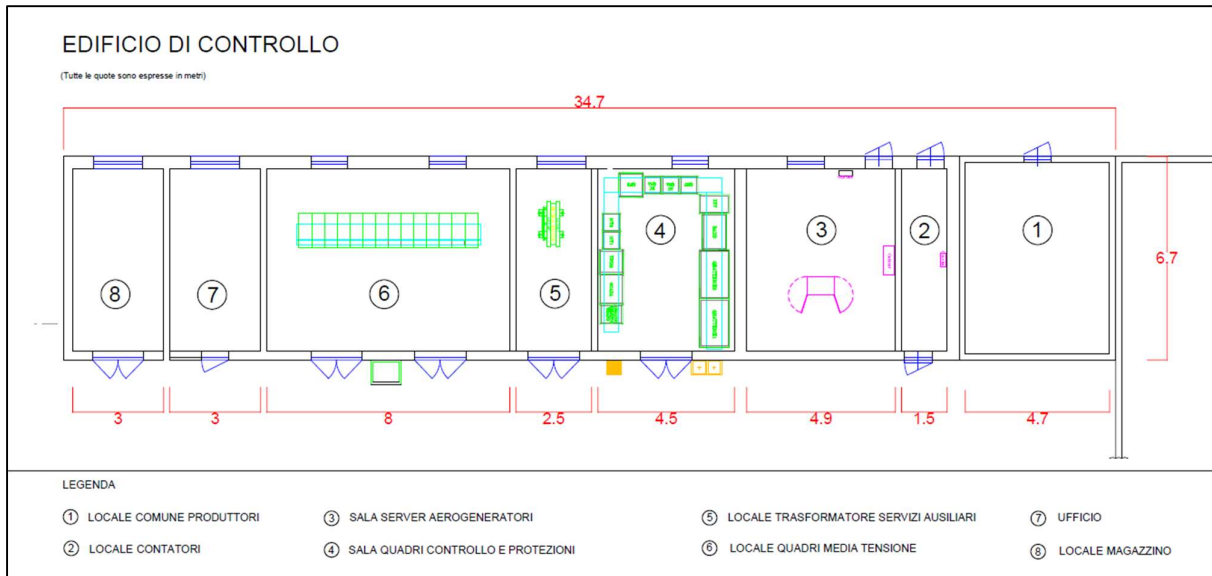 EDIFICIO DI CONTROLLO
(Tutte le quote sono espresse in metri)
34.7
6.7
8
7
6
5
4
3
2
1
3
3
8
2.5
4.5
4.9
1.5
4.7
LEGENDA
1 LOCALE COMUNE PRODUTTORI
3 SALA SERVER AEROGENERATORI
5 LOCALE TRASFORMATORE SERVIZI AUSILIARI
7 UFFICIO
2 LOCALE CONTATORI
4 SALA QUADRI CONTROLLO E PROTEZIONI
6 LOCALE QUADRI MEDIA TENSIONE
8 LOCALE MAGAZZINO